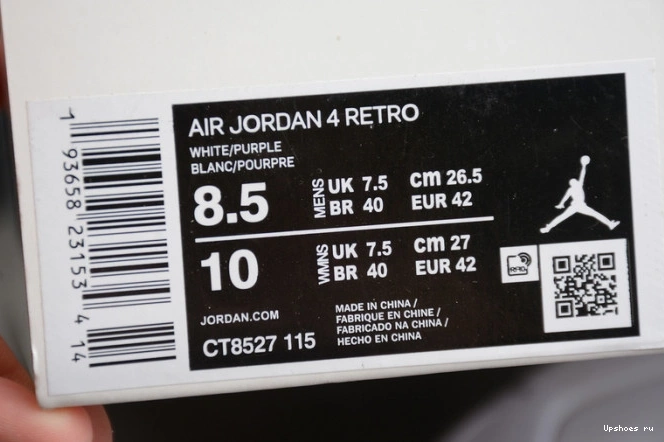 AIR JORDAN 4 RETRO
WHITE/PURPLE
BLANC/POURPRE
8.5 MENS UK 7.5 cm 26.5
BR 40 EUR 42
10 WMNS UK 7.5 cm 27
BR 40 EUR 42
JORDAN.COM
CT8527 115
MADE IN CHINA /
FABRIQUE EN CHINE /
FABRICADO NA CHINA /
HECHO EN CHINA
RFID
1 93658 23153 4 14
Upshoes ru